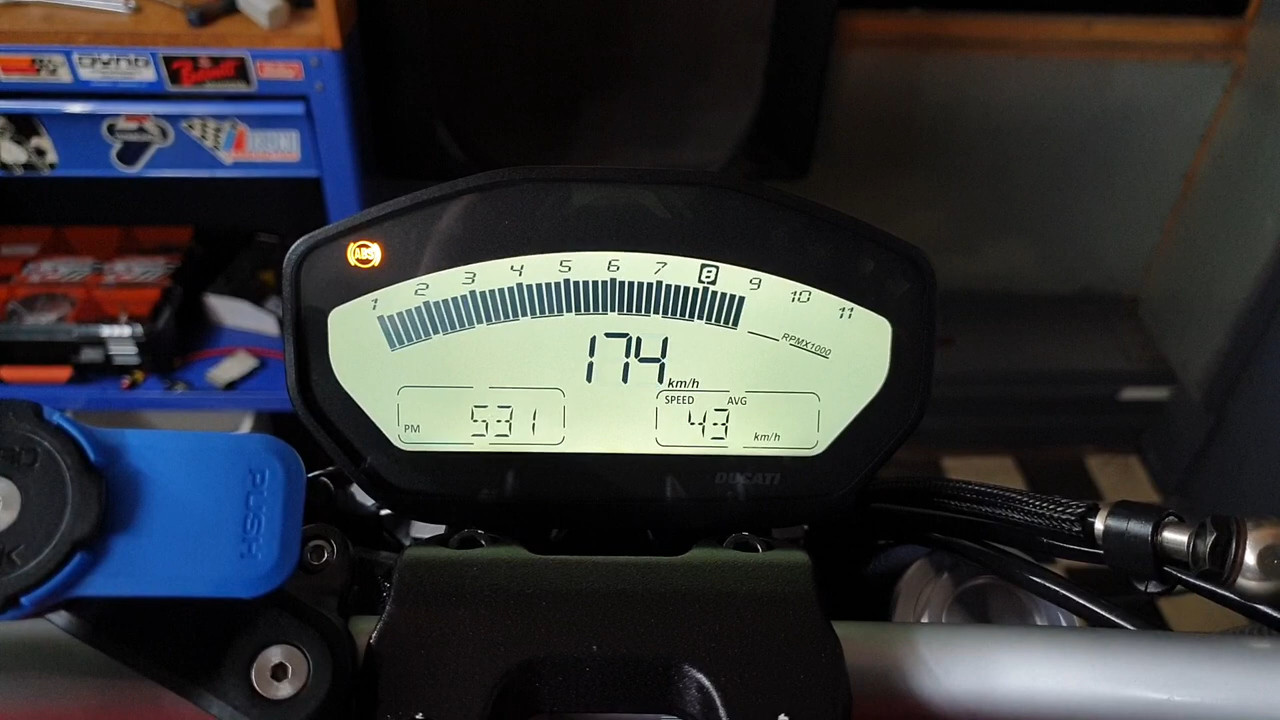 ABS
1 2 3 4 5 6 7 8 9 10 11
RPMX1000
174
km/h
PM 531
SPEED AVG
43
km/h
DUCATI
PUSH